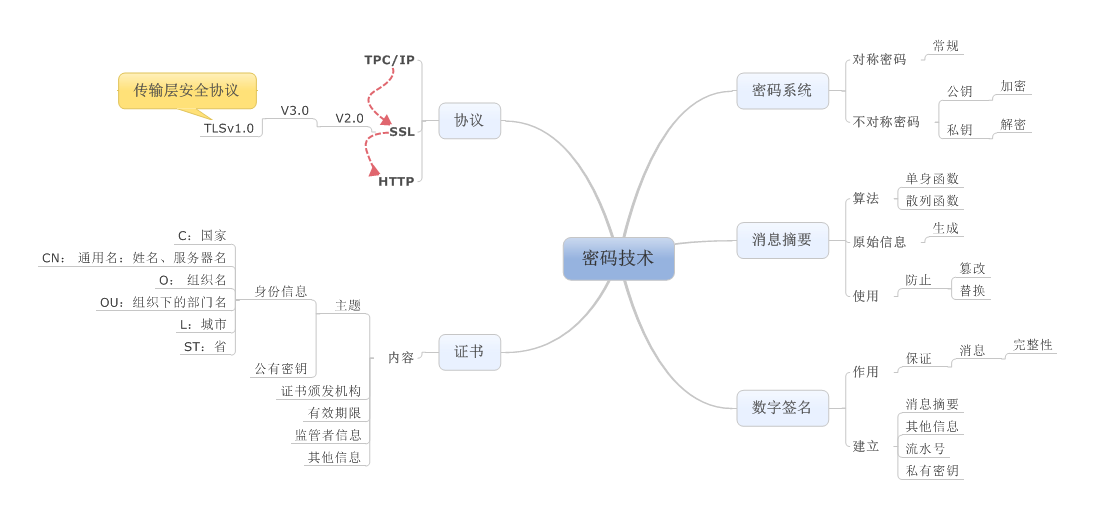 密码技术
密码系统
对称密码
常规
不对称密码
公钥
加密
私钥
解密
消息摘要
算法
单身函数
散列函数
原始信息
生成
使用
防止
篡改
替换
数字签名
作用
保证
消息
完整性
建立
消息摘要
其他信息
流水号
私有密钥
协议
TPC/IP
SSL
V2.0
V3.0
TLSv1.0
传输层安全协议
HTTP
证书
内容
主题
身份信息
C：国家
CN： 通用名：姓名、服务器名
O： 组织名
OU：组织下的部门名
L：城市
ST：省
公有密钥
证书颁发机构
有效期限
监管者信息
其他信息